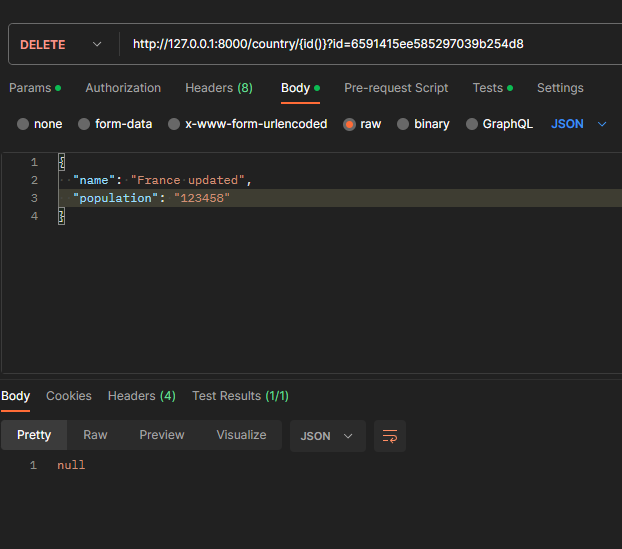 DELETE http://127.0.0.1:8000/country/{id()}?id=6591415ee585297039b254d8
Params Authorization Headers (8) Body Pre-request Script Tests Settings
none form-data x-www-form-urlencoded raw binary GraphQL JSON
1 {
2 "name": "France updated",
3 "population": "123458"
4 }
Body Cookies Headers (4) Test Results (1/1)
Pretty Raw Preview Visualize JSON
1 null